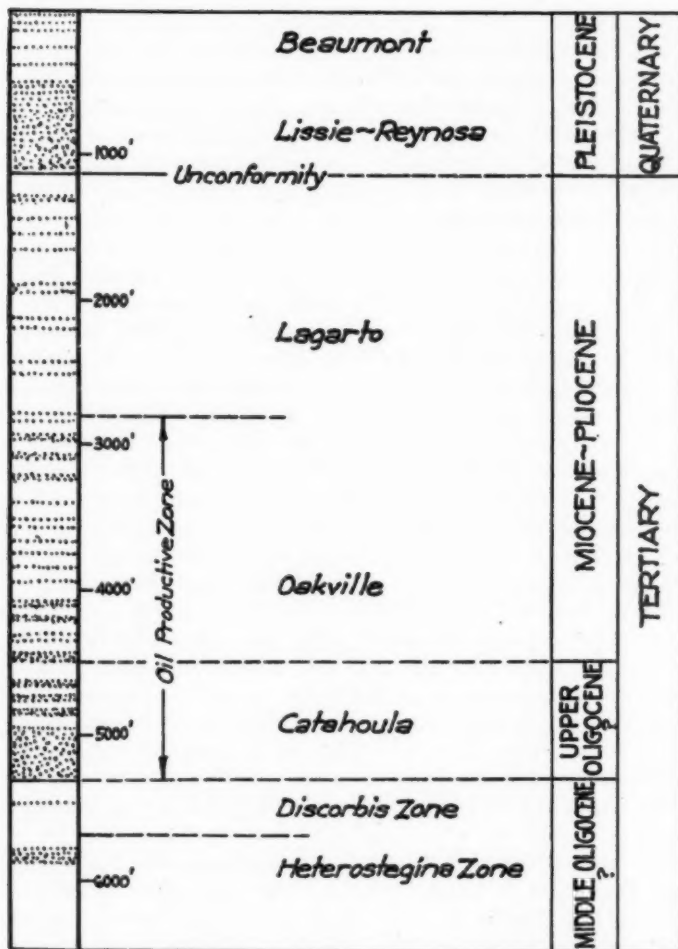 Beaumont
Lissie~Reynosa
1000'
Unconformity
2000'
Lagarto
3000'
Oil Productive Zone
4000'
Oakville
Catahoula
5000'
Discorbis Zone
Heterostegina Zone
6000'
PLEISTOCENE
MIOCENE~PLIOCENE
UPPER
OLIGOCENE
?
MIDDLE OLIGOCENE
?
QUATERNARY
TERTIARY